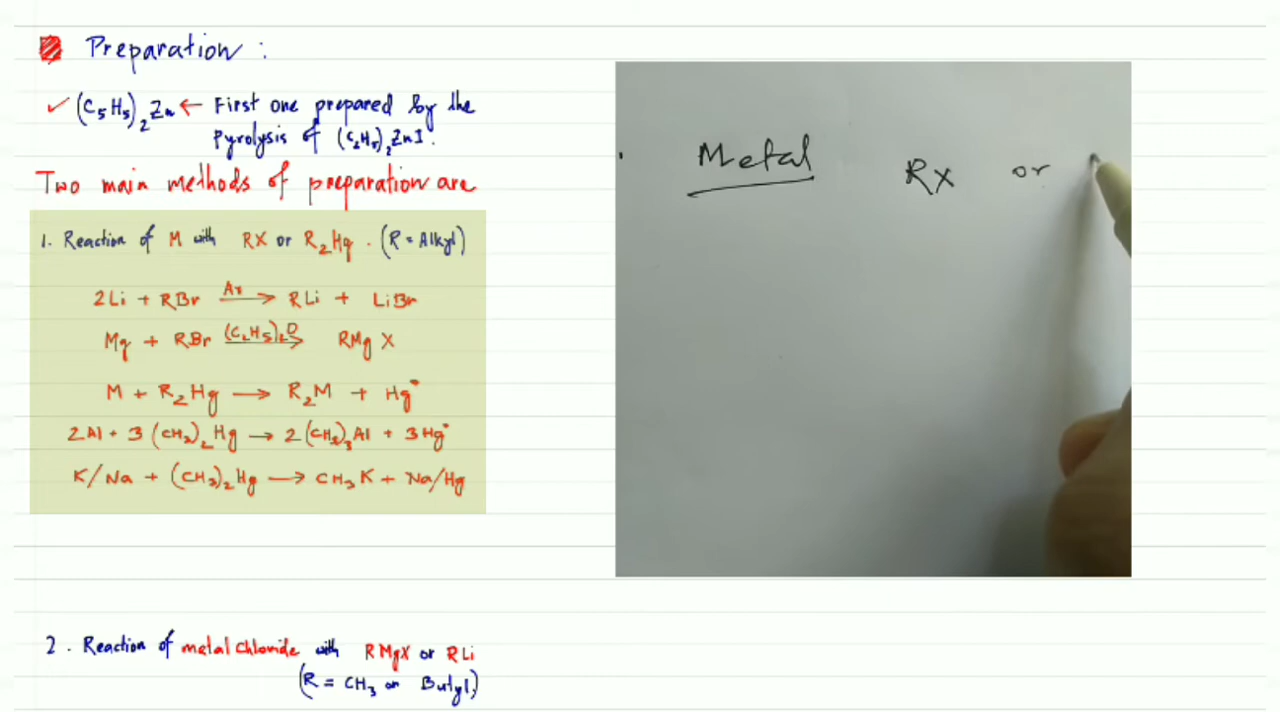 Preparation :
(C₅H₅)₂Zn ← First one prepared by the
Pyrolysis of (C₂H₅)₂ZnI.
Two main methods of preparation are
1. Reaction of M with RX or R₂Hg. (R = Alkyl)
2Li + RBr Ar → RLi + LiBr
Mg + RBr (C₂H₅)₂O → RMgX
M + R₂Hg → R₂M + Hg°
2Al + 3(CH₃)₂Hg → 2(CH₃)₃Al + 3Hg°
K/Na + (CH₃)₂Hg → CH₃K + Na/Hg
2. Reaction of metal chloride with RMgX or RLi
(R = CH₃ or Butyl)
Metal RX or